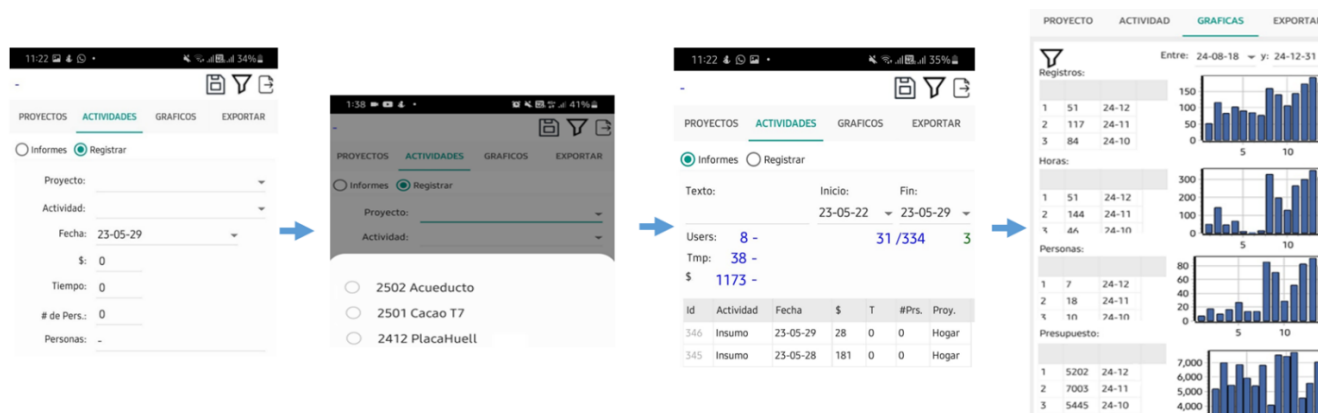 11:22 34%
-
PROYECTOS ACTIVIDADES GRAFICOS EXPORTAR
Informes Registrar
Proyecto:
Actividad:
Fecha: 23-05-29
$: 0
Tiempo: 0
# de Pers.: 0
Personas: -
1:38 41%
-
PROYECTOS ACTIVIDADES GRAFICOS EXPORTAR
Informes Registrar
Proyecto:
Actividad:
2502 Acueducto
2501 Cacao T7
2412 PlacaHuell
11:22 35%
-
PROYECTOS ACTIVIDADES GRAFICOS EXPORTAR
Informes Registrar
Texto: Inicio: Fin:
23-05-22 23-05-29
Users: 8 - 31 /334 3
Tmp: 38 -
$ 1173 -
Id Actividad Fecha $ T #Prs. Proy.
346 Insumo 23-05-29 28 0 0 Hogar
345 Insumo 23-05-28 181 0 0 Hogar
PROYECTO ACTIVIDAD GRAFICAS EXPORTAR
Entre: 24-08-18 y: 24-12-31
Registros:
1 51 24-12
2 117 24-11
3 84 24-10
150
100
50
0
5 10
Horas:
1 51 24-12
2 144 24-11
3 46 24-10
300
200
100
0
5 10
Personas:
1 7 24-12
2 18 24-11
3 10 24-10
80
60
40
20
0
5 10
Presupuesto:
1 5202 24-12
2 7003 24-11
3 5445 24-10
7,000
6,000
5,000
4,000